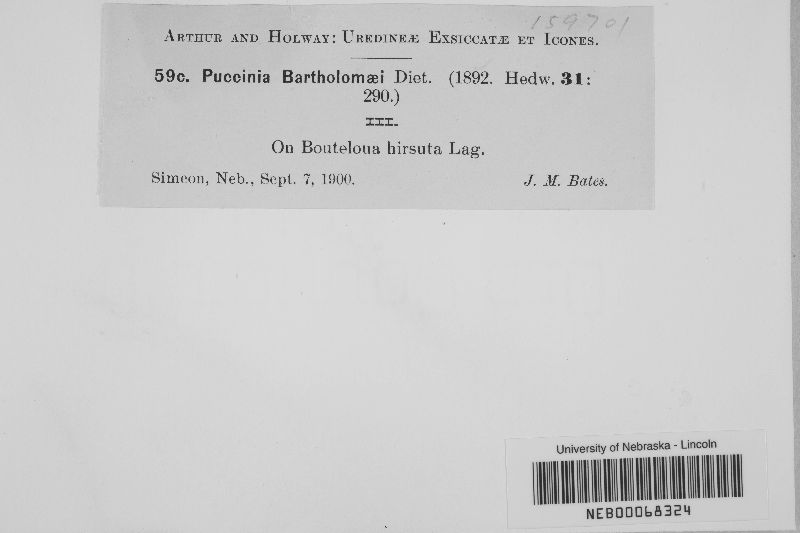 159701
ARTHUR AND HOLWAY: UREDINEÆ EXSICCATÆ ET ICONES.
59c. Puccinia Bartholomæi Diet. (1892. Hedw. 31:
290.)
III.
On Bouteloua hirsuta Lag.
Simeon, Neb., Sept. 7, 1900. J. M. Bates.
University of Nebraska - Lincoln
NEB00068324